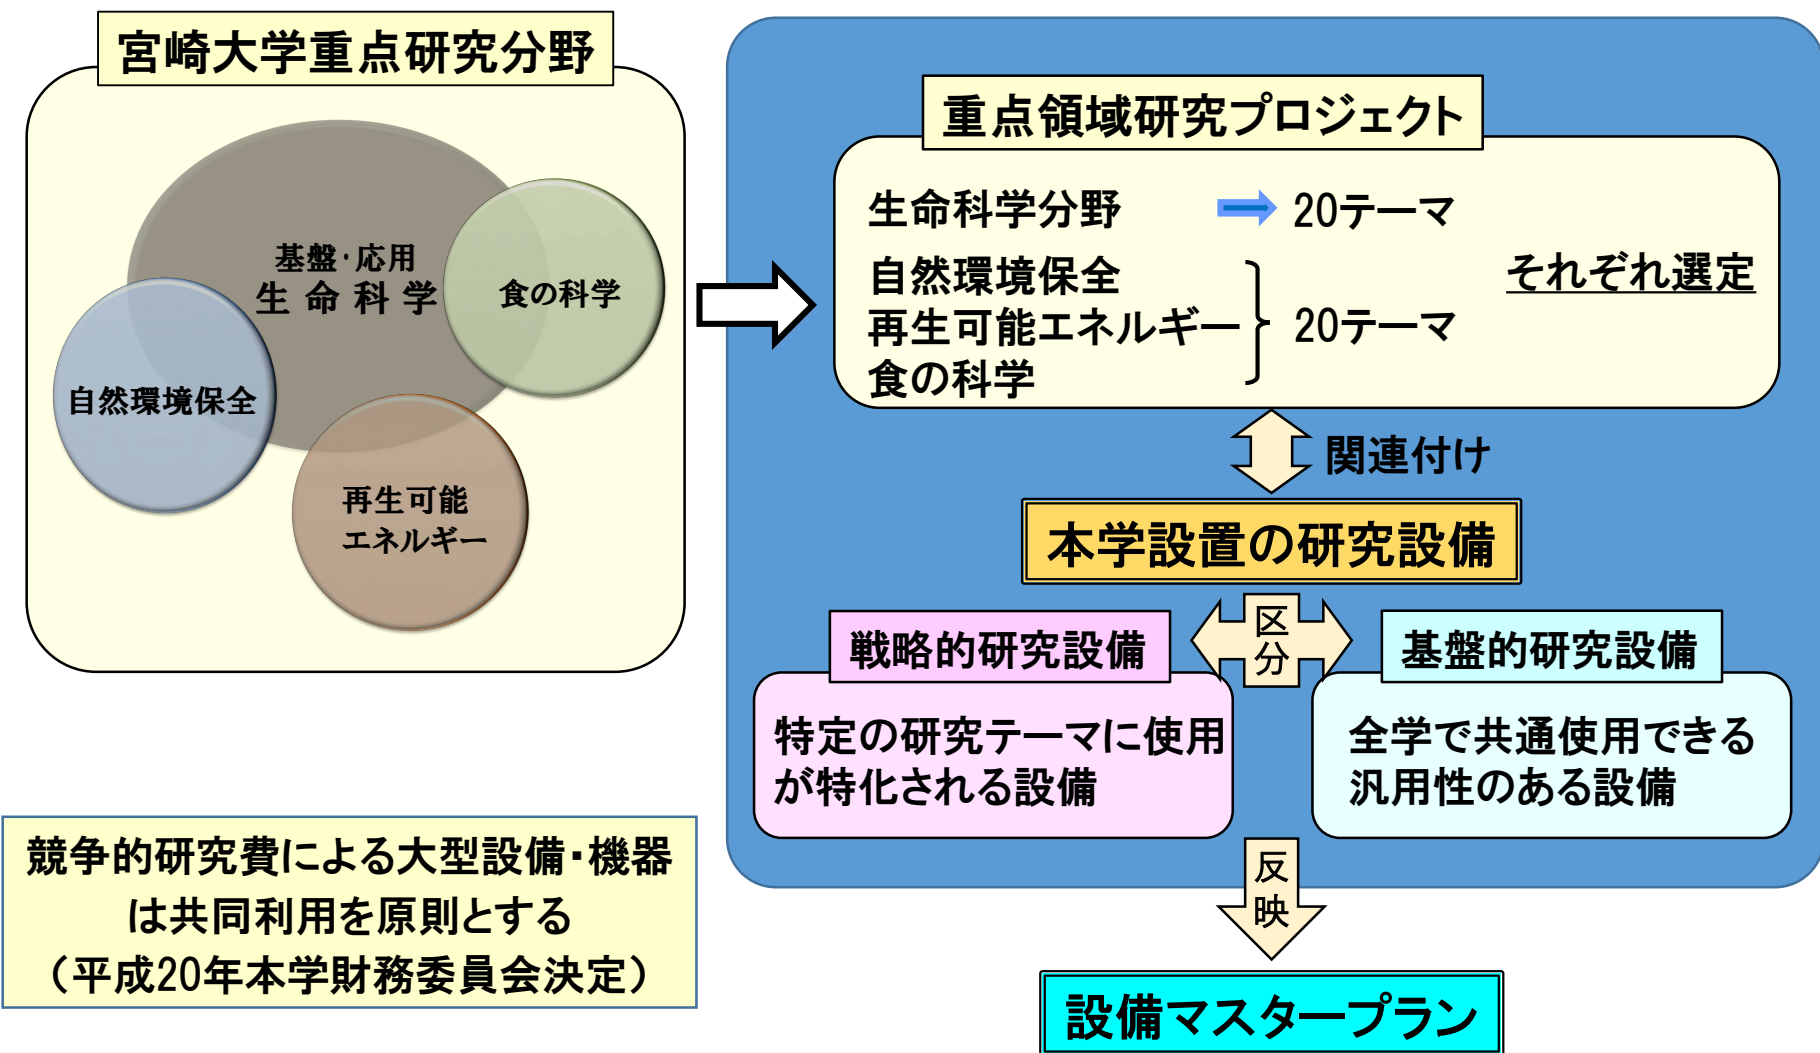 宮崎大学重点研究分野
基盤・応用
生命科学
食の科学
自然環境保全
再生可能
エネルギー
競争的研究費による大型設備・機器
は共同利用を原則とする
（平成20年本学財務委員会決定）
重点領域研究プロジェクト
生命科学分野 20テーマ
自然環境保全
再生可能エネルギー 20テーマ
食の科学
それぞれ選定
関連付け
本学設置の研究設備
区分
戦略的研究設備
特定の研究テーマに使用
が特化される設備
基盤的研究設備
全学で共通使用できる
汎用性のある設備
反映
設備マスタープラン